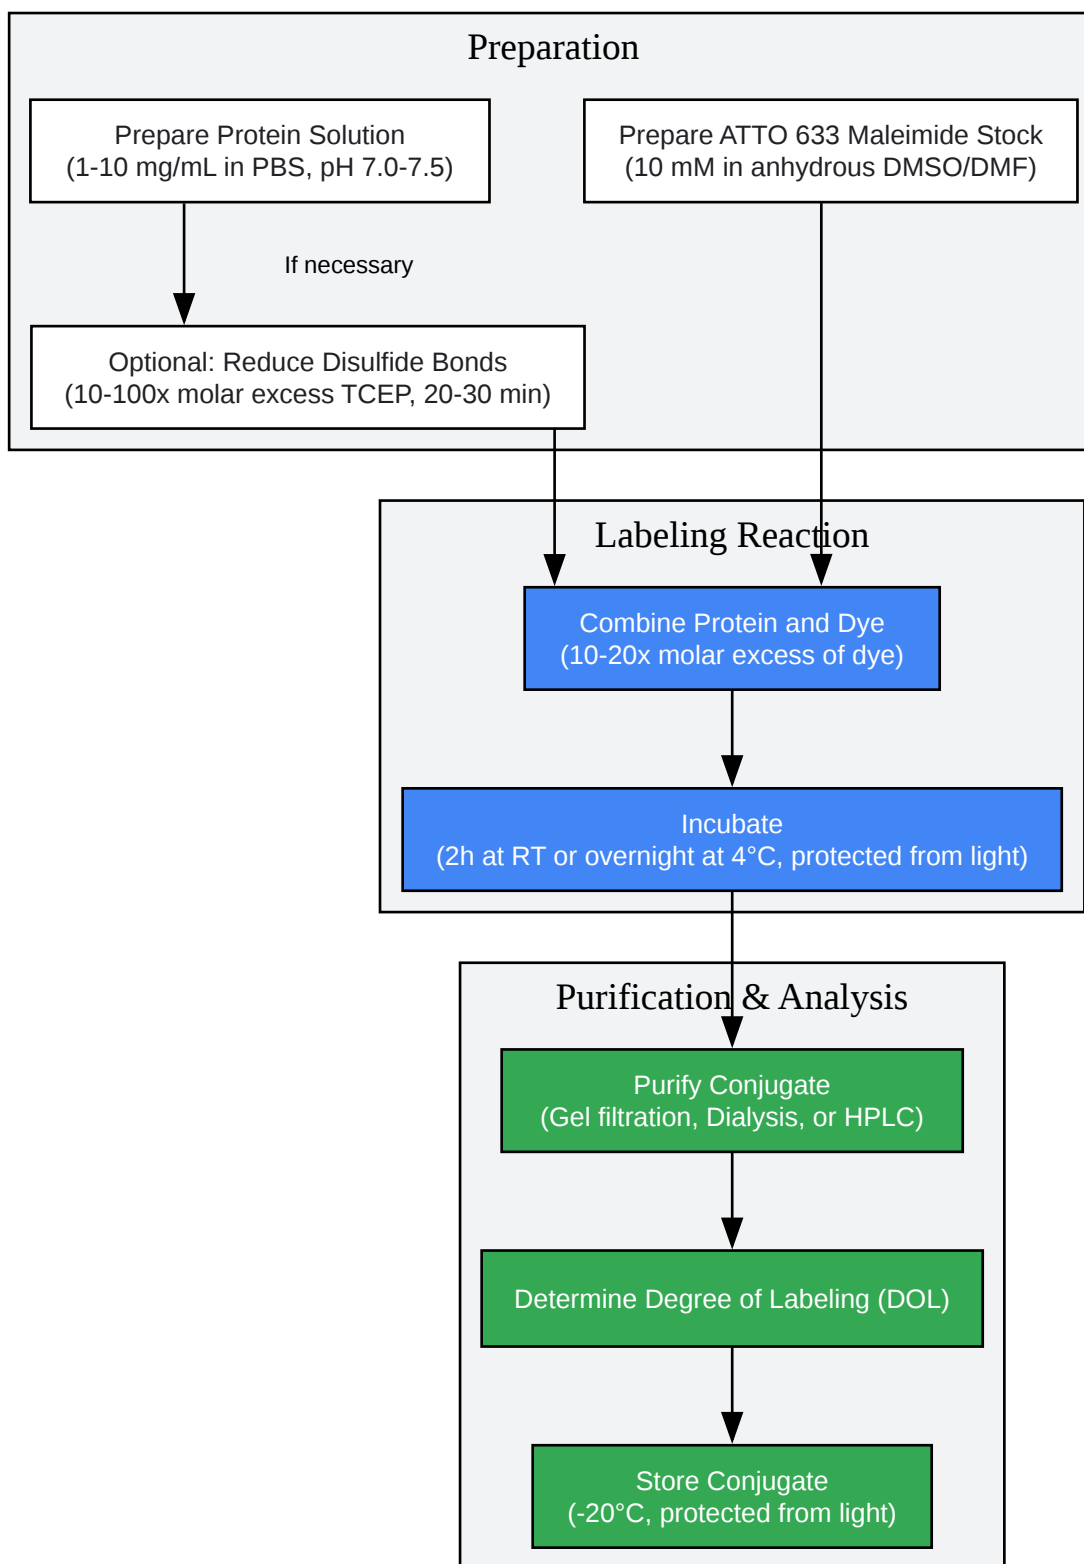 Preparation
Prepare Protein Solution
(1-10 mg/mL in PBS, pH 7.0-7.5)
Prepare ATTO 633 Maleimide Stock
(10 mM in anhydrous DMSO/DMF)
If necessary
Optional: Reduce Disulfide Bonds
(10-100x molar excess TCEP, 20-30 min)
Labeling Reaction
Combine Protein and Dye
(10-20x molar excess of dye)
Incubate
(2h at RT or overnight at 4°C, protected from light)
Purification & Analysis
Purify Conjugate
(Gel filtration, Dialysis, or HPLC)
Determine Degree of Labeling (DOL)
Store Conjugate
(-20°C, protected from light)